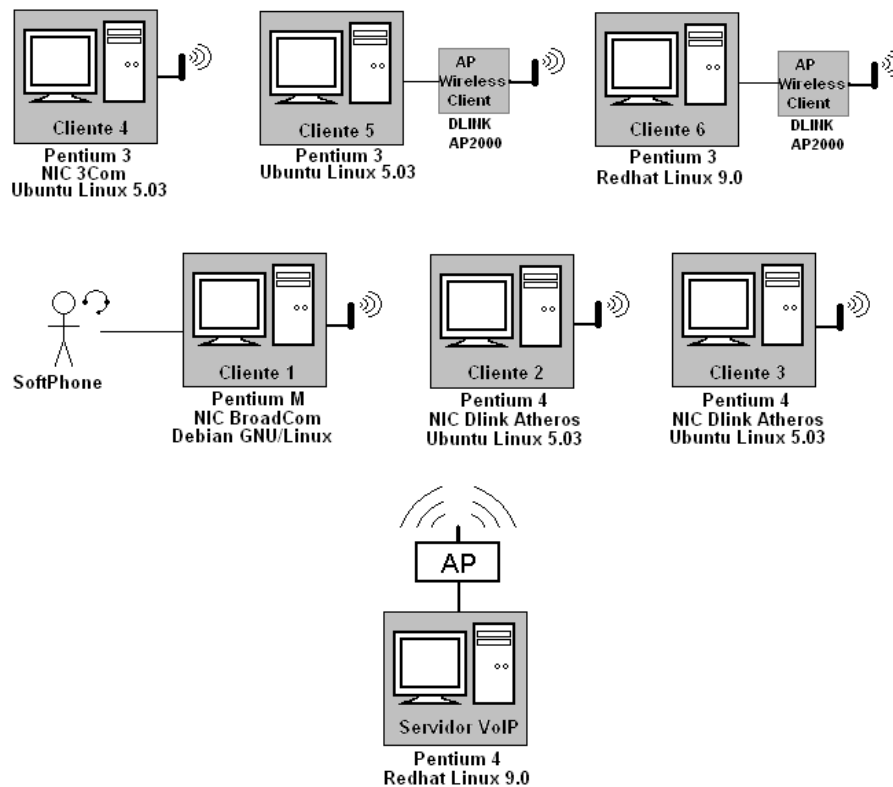 Cliente 4
Pentium 3
NIC 3Com
Ubuntu Linux 5.03
Cliente 5
Pentium 3
Ubuntu Linux 5.03
AP
Wireless
Client
DLINK
AP2000
Cliente 6
Pentium 3
Redhat Linux 9.0
AP
Wireless
Client
DLINK
AP2000
SoftPhone
Cliente 1
Pentium M
NIC BroadCom
Debian GNU/Linux
Cliente 2
Pentium 4
NIC Dlink Atheros
Ubuntu Linux 5.03
Cliente 3
Pentium 4
NIC Dlink Atheros
Ubuntu Linux 5.03
AP
Servidor VoIP
Pentium 4
Redhat Linux 9.0